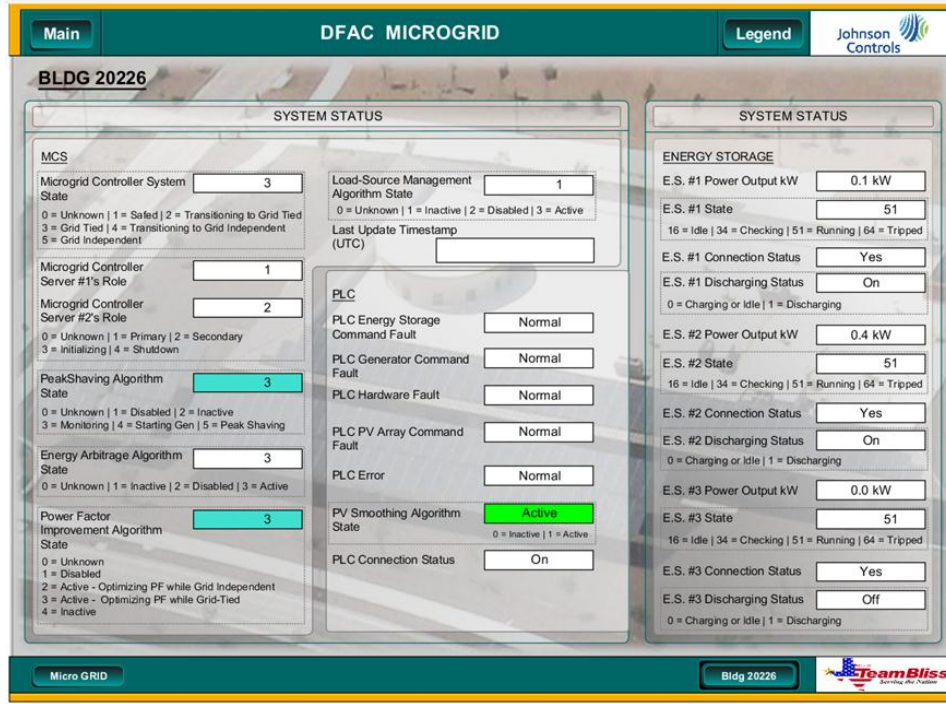 Main
DFAC MICROGRID
Legend
Johnson
Controls
BLDG 20226
SYSTEM STATUS
MCS
Microgrid Controller System
State
3
0 = Unknown | 1 = Safed | 2 = Transitioning to Grid Tied
3 = Grid Tied | 4 = Transitioning to Grid Independent
5 = Grid Independent
Microgrid Controller
Server #1's Role
1
Microgrid Controller
Server #2's Role
2
0 = Unknown | 1 = Primary | 2 = Secondary
3 = Initializing | 4 = Shutdown
PeakShaving Algorithm
State
3
0 = Unknown | 1 = Disabled | 2 = Inactive
3 = Monitoring | 4 = Starting Gen | 5 = Peak Shaving
Energy Arbitrage Algorithm
State
3
0 = Unknown | 1 = Inactive | 2 = Disabled | 3 = Active
Power Factor
Improvement Algorithm
State
3
0 = Unknown
1 = Disabled
2 = Active - Optimizing PF while Grid Independent
3 = Active - Optimizing PF while Grid-Tied
4 = Inactive
Load-Source Management
Algorithm State
1
0 = Unknown | 1 = Inactive | 2 = Disabled | 3 = Active
Last Update Timestamp
(UTC)
PLC
PLC Energy Storage
Command Fault
Normal
PLC Generator Command
Fault
Normal
PLC Hardware Fault
Normal
PLC PV Array Command
Fault
Normal
PLC Error
Normal
PV Smoothing Algorithm
State
Active
0 = Inactive | 1 = Active
PLC Connection Status
On
SYSTEM STATUS
ENERGY STORAGE
E.S. #1 Power Output kW
0.1 kW
E.S. #1 State
51
16 = Idle | 34 = Checking | 51 = Running | 64 = Tripped
E.S. #1 Connection Status
Yes
E.S. #1 Discharging Status
On
0 = Charging or Idle | 1 = Discharging
E.S. #2 Power Output kW
0.4 kW
E.S. #2 State
51
16 = Idle | 34 = Checking | 51 = Running | 64 = Tripped
E.S. #2 Connection Status
Yes
E.S. #2 Discharging Status
On
0 = Charging or Idle | 1 = Discharging
E.S. #3 Power Output kW
0.0 kW
E.S. #3 State
51
16 = Idle | 34 = Checking | 51 = Running | 64 = Tripped
E.S. #3 Connection Status
Yes
E.S. #3 Discharging Status
Off
0 = Charging or Idle | 1 = Discharging
Micro GRID
Bldg 20226
TeamBliss
Serving the Nation